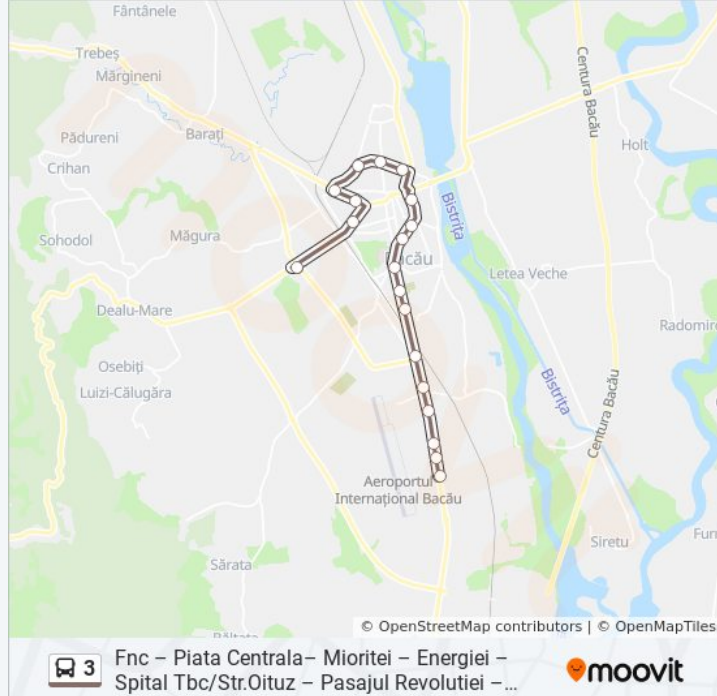 Fântânele
Trebeș
Mărgineni
Barați
Pădureni
Crihan
Centura Bacău
Holt
Măgura
Sohodol
Bistrița
Bacău
Letea Veche
Dealu-Mare
Radomire
Osebiți
Luizi-Călugăra
Bistrița
Centura Bacău
Aeroportul
Internațional Bacău
Siretu
Sărata
© OpenStreetMap contributors | © OpenMapTiles
3
Fnc – Piata Centrala– Mioritei – Energiei –
Spital Tbc/Str.Oituz – Pasajul Revolutiei –...
moovit